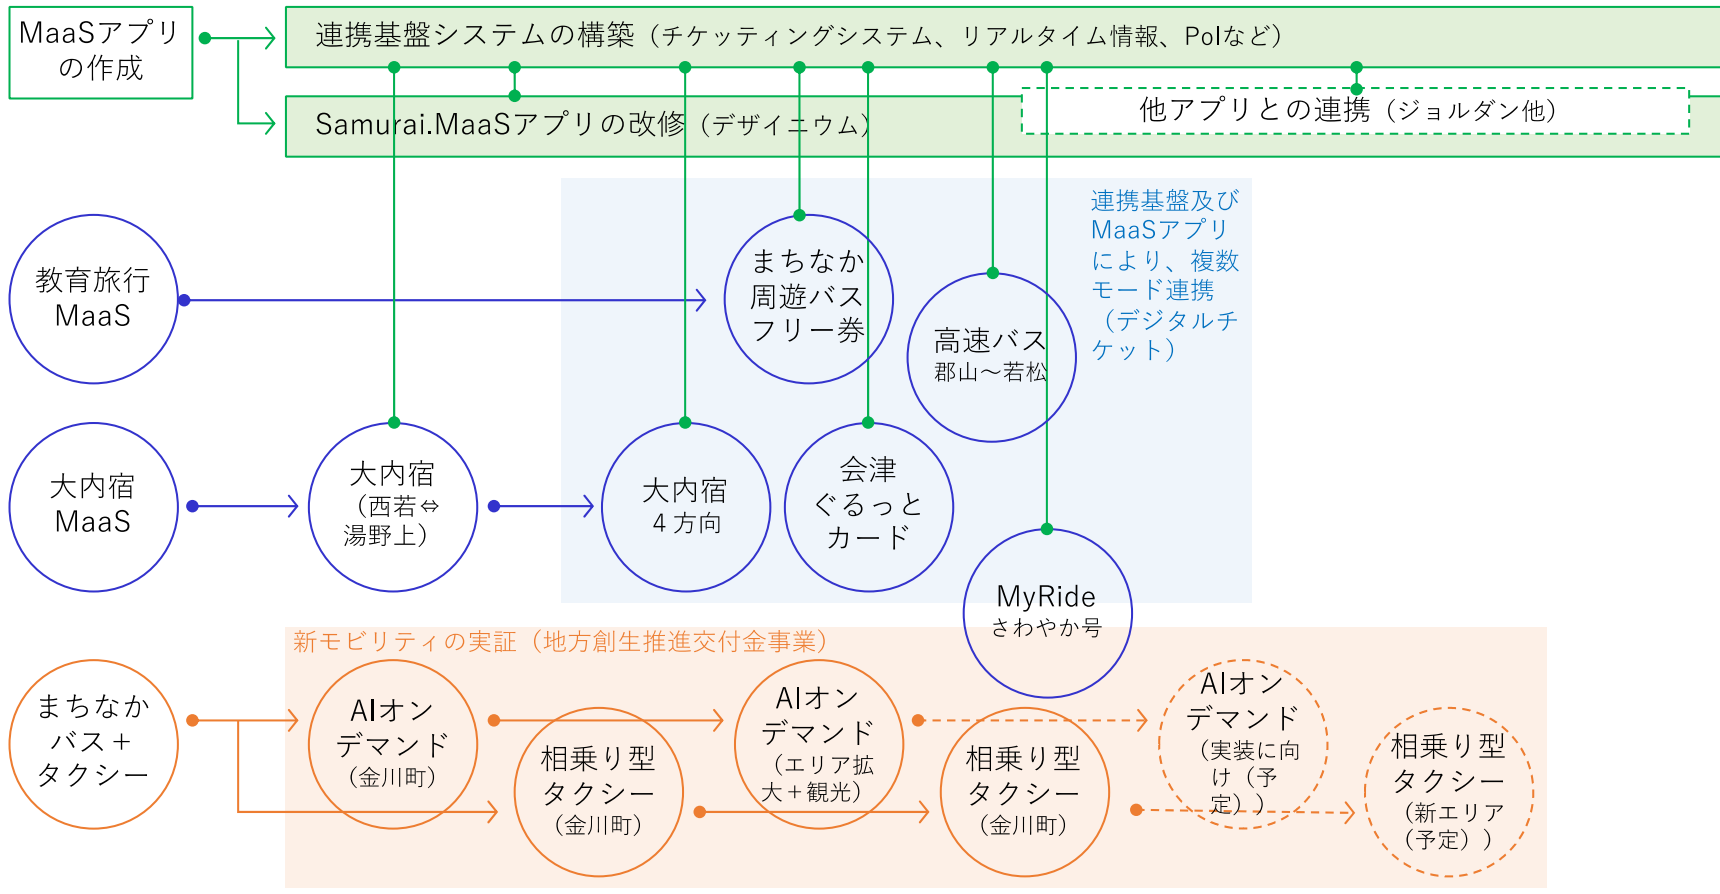 MaaSアプリ
の作成
連携基盤システムの構築（チケッティングシステム、リアルタイム情報、PoIなど）
Samurai.MaaSアプリの改修（デザイニウム）
他アプリとの連携（ジョルダン他）
連携基盤及び
MaaSアプリ
により、複数
モード連携
（デジタルチ
ケット）
教育旅行
MaaS
まちなか
周遊バス
フリー券
高速バス
郡山～若松
大内宿
MaaS
大内宿
（西若⇔
湯野上）
大内宿
４方向
会津
ぐるっと
カード
MyRide
さわやか号
新モビリティの実証（地方創生推進交付金事業）
まちなか
バス＋
タクシー
AIオン
デマンド
（金川町）
相乗り型
タクシー
（金川町）
AIオン
デマンド
（エリア拡
大＋観光）
相乗り型
タクシー
（金川町）
AIオン
デマンド
（実装に向
け（予
定））
相乗り型
タクシー
（新エリア
（予定））